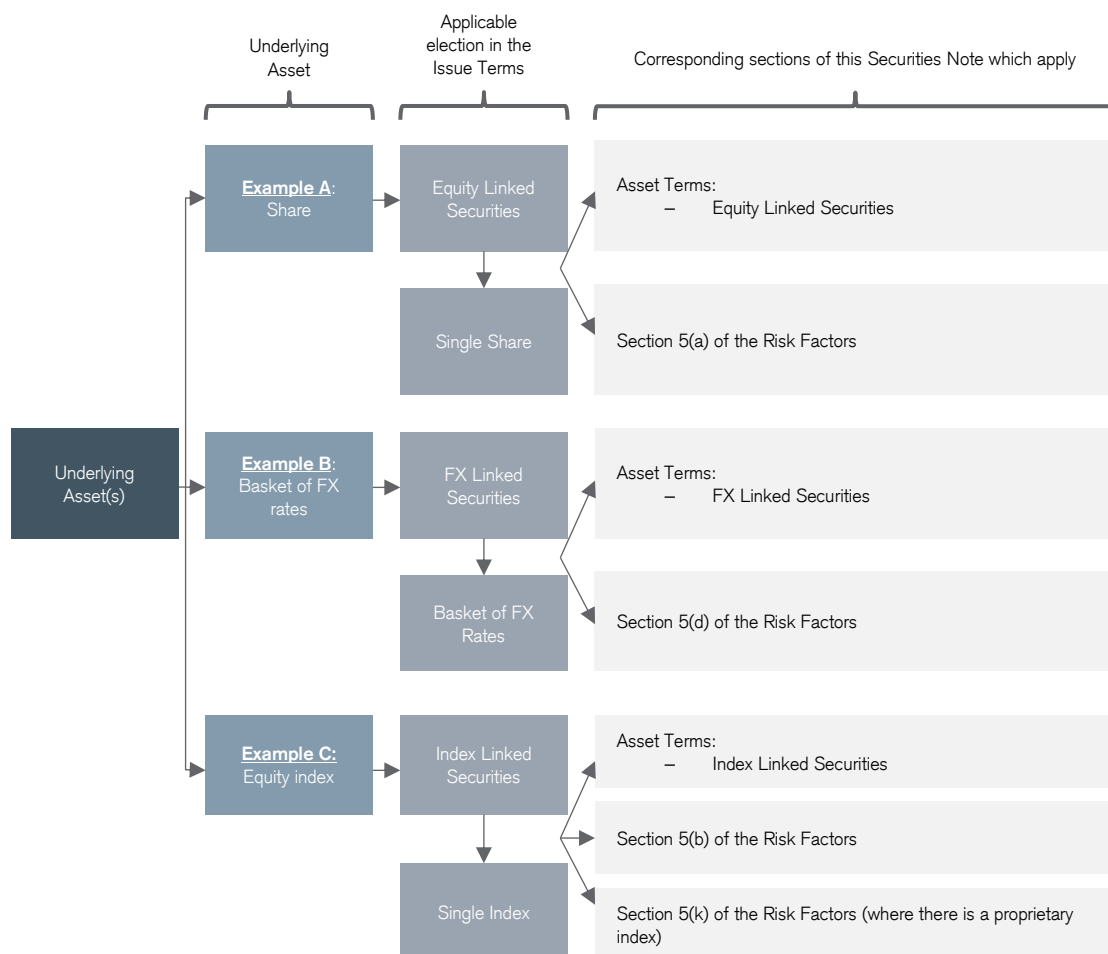 Underlying
Asset
Applicable
election in the
Issue Terms
Corresponding sections of this Securities Note which apply
Underlying
Asset(s)
Example A:
Share
Equity Linked
Securities
Single Share
Asset Terms:
– Equity Linked Securities
Section 5(a) of the Risk Factors
Example B:
Basket of FX
rates
FX Linked
Securities
Basket of FX
Rates
Asset Terms:
– FX Linked Securities
Section 5(d) of the Risk Factors
Example C:
Equity index
Index Linked
Securities
Single Index
Asset Terms:
– Index Linked Securities
Section 5(b) of the Risk Factors
Section 5(k) of the Risk Factors (where there is a proprietary
index)